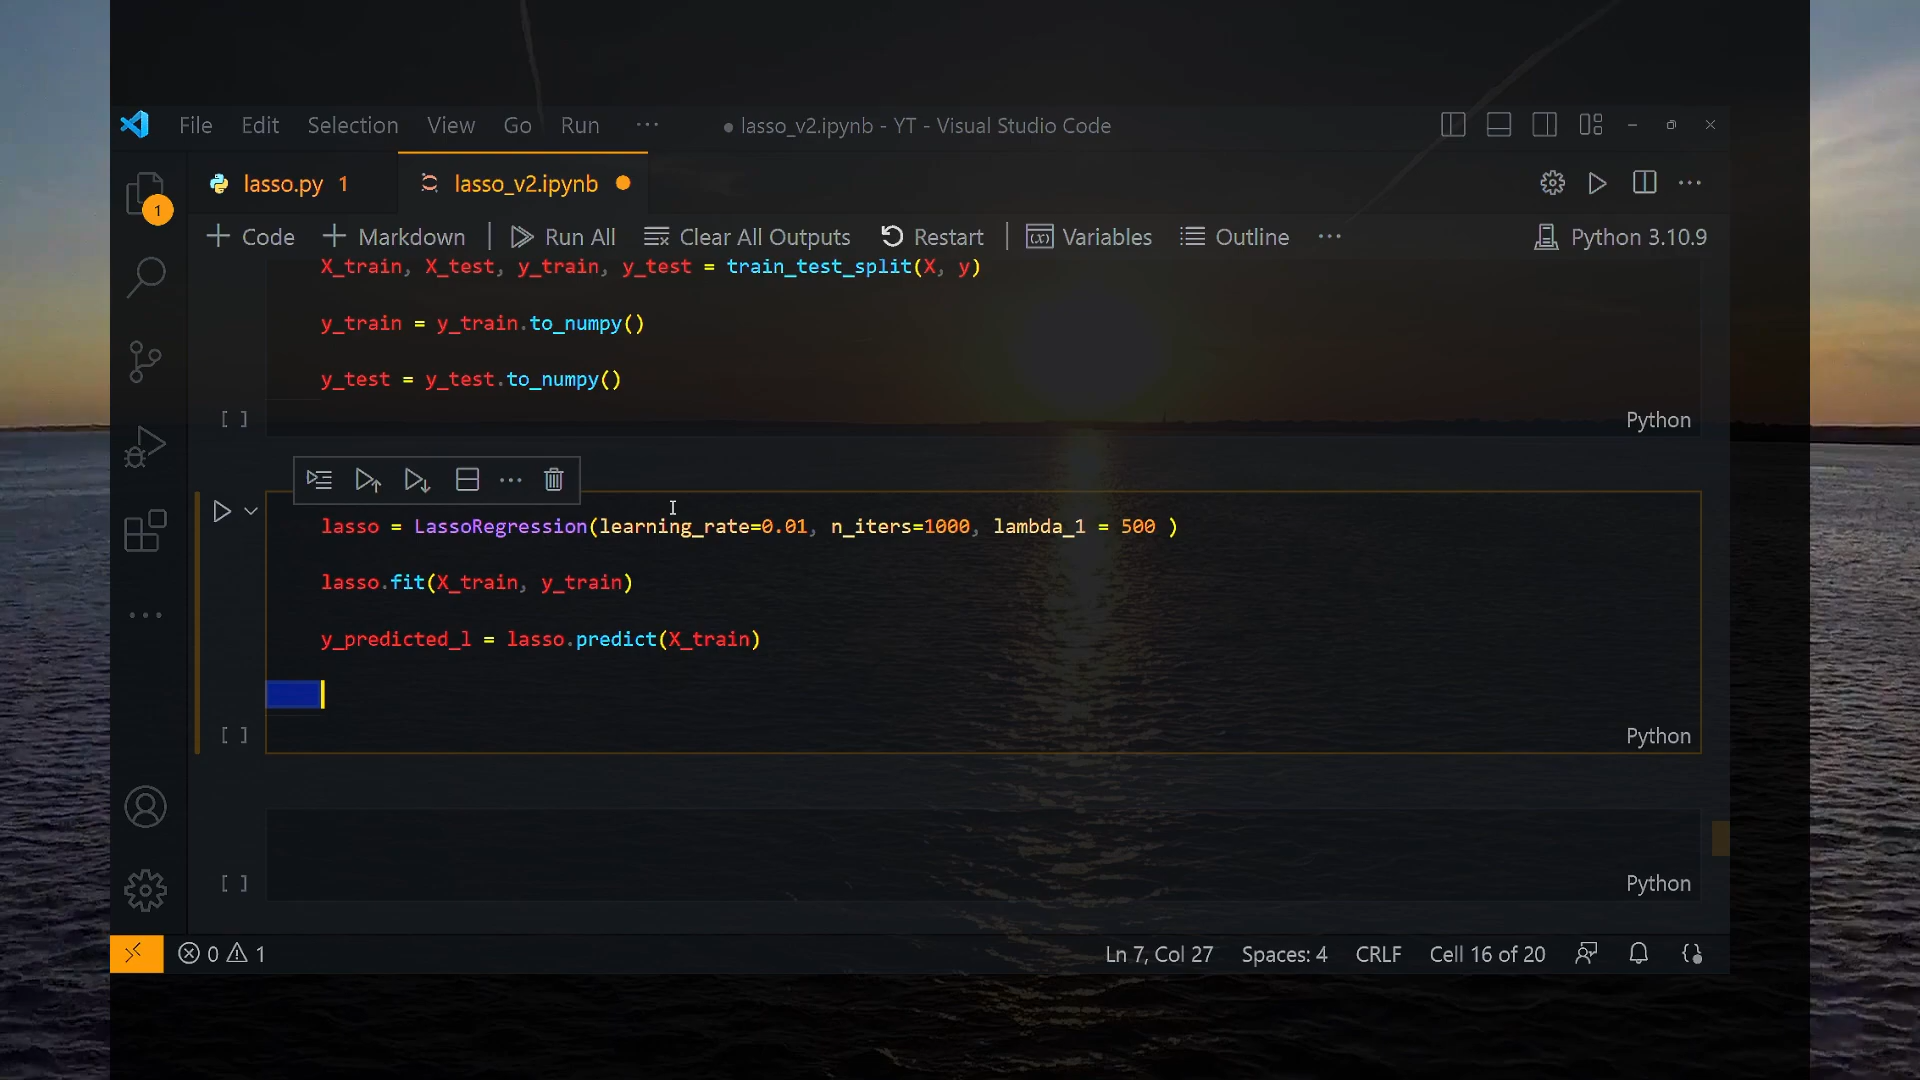 File Edit Selection View Go Run ··· ● lasso_v2.ipynb - YT - Visual Studio Code
lasso.py 1 lasso_v2.ipynb
1
+ Code + Markdown | Run All Clear All Outputs Restart | (x) Variables Outline ··· Python 3.10.9
X_train, X_test, y_train, y_test = train_test_split(X, y)
y_train = y_train.to_numpy()
y_test = y_test.to_numpy()
[ ] Python
lasso = LassoRegression(learning_rate=0.01, n_iters=1000, lambda_1 = 500 )
lasso.fit(X_train, y_train)
y_predicted_l = lasso.predict(X_train)
[ ] Python
[ ] Python
0 1 Ln 7, Col 27 Spaces: 4 CRLF Cell 16 of 20